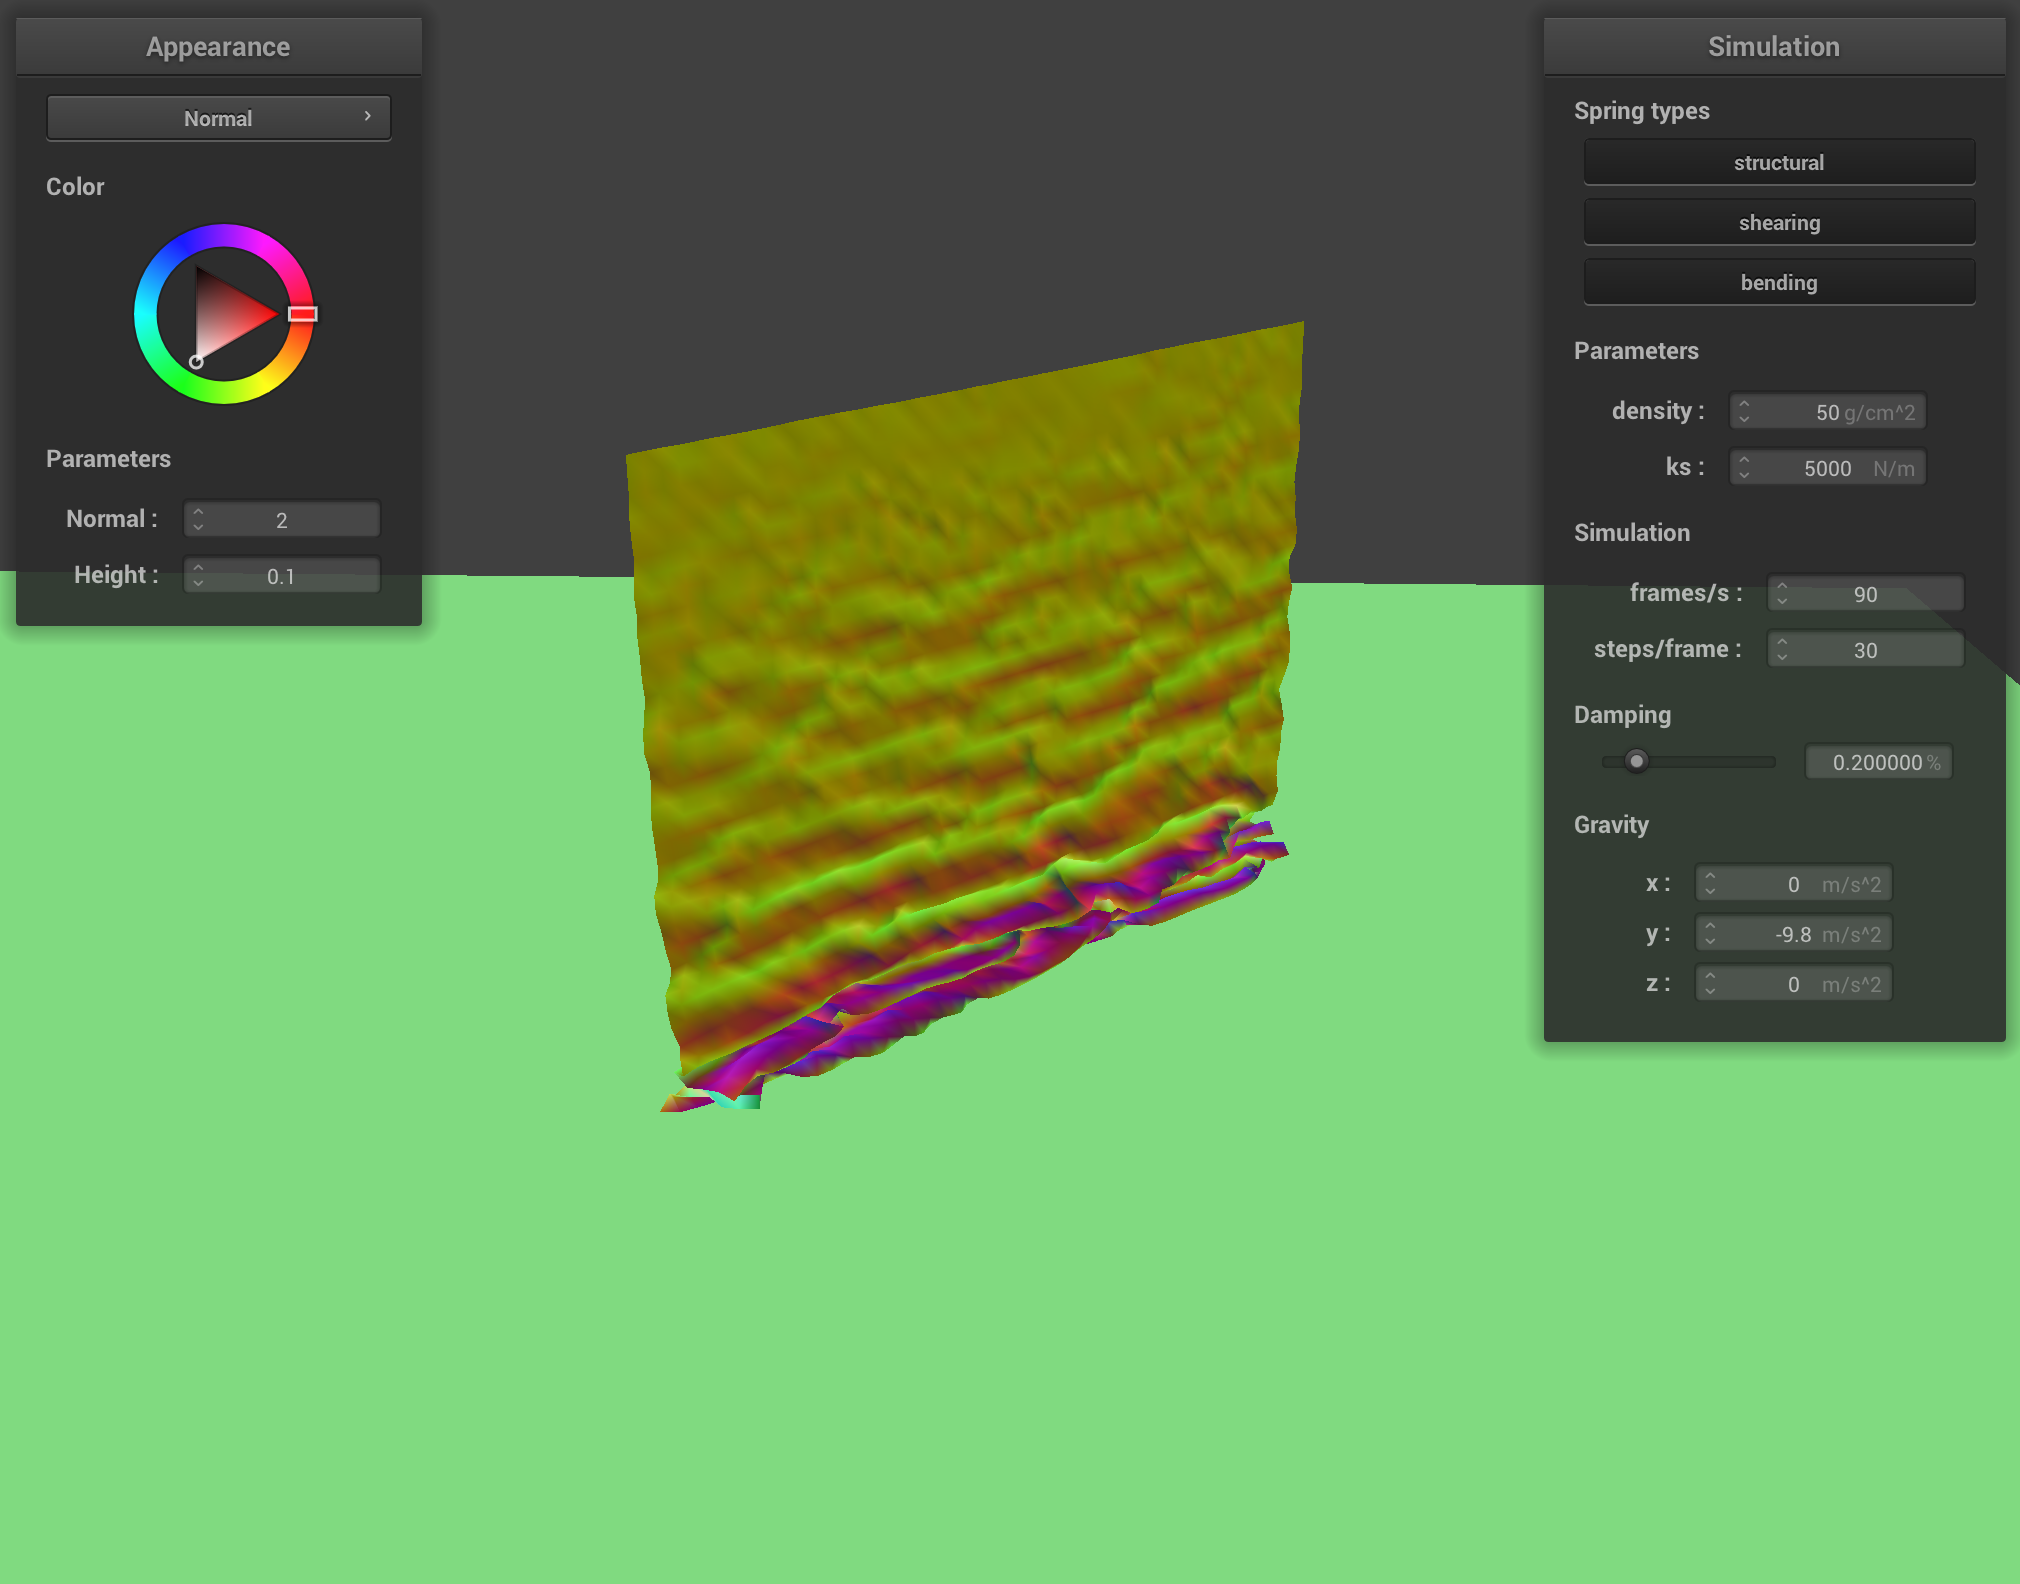 Appearance
Normal
Color
Parameters
Normal : 2
Height : 0.1
Simulation
Spring types
structural
shearing
bending
Parameters
density : 50 g/cm^2
ks : 5000 N/m
Simulation
frames/s : 90
steps/frame : 30
Damping
0.200000 %
Gravity
x : 0 m/s^2
y : -9.8 m/s^2
z : 0 m/s^2